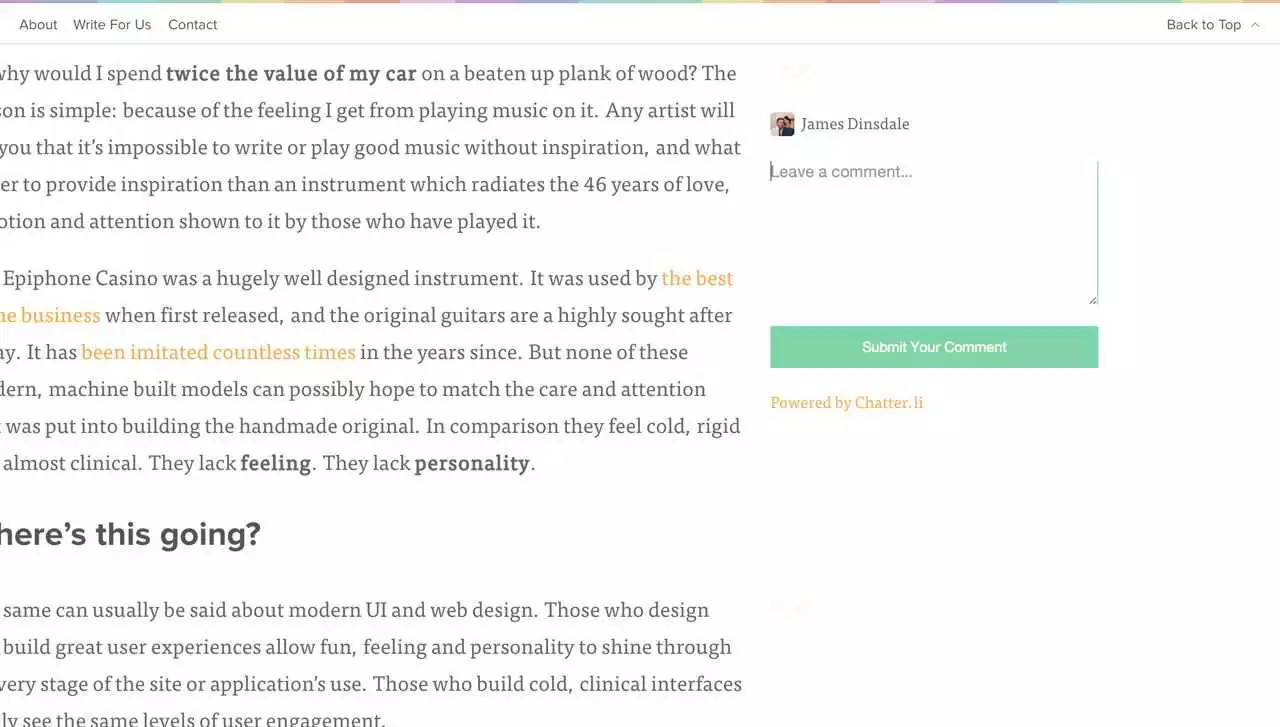 About Write For Us Contact Back to Top
why would I spend twice the value of my car on a beaten up plank of wood? The
son is simple: because of the feeling I get from playing music on it. Any artist will
you that it's impossible to write or play good music without inspiration, and what
er to provide inspiration than an instrument which radiates the 46 years of love,
otion and attention shown to it by those who have played it.
Epiphone Casino was a hugely well designed instrument. It was used by the best
he business when first released, and the original guitars are a highly sought after
ay. It has been imitated countless times in the years since. But none of these
dern, machine built models can possibly hope to match the care and attention
t was put into building the handmade original. In comparison they feel cold, rigid
almost clinical. They lack feeling. They lack personality.
here's this going?
same can usually be said about modern UI and web design. Those who design
build great user experiences allow fun, feeling and personality to shine through
very stage of the site or application's use. Those who build cold, clinical interfaces
ly see the same levels of user engagement.
James Dinsdale
Leave a comment...
Submit Your Comment
Powered by Chatter.li